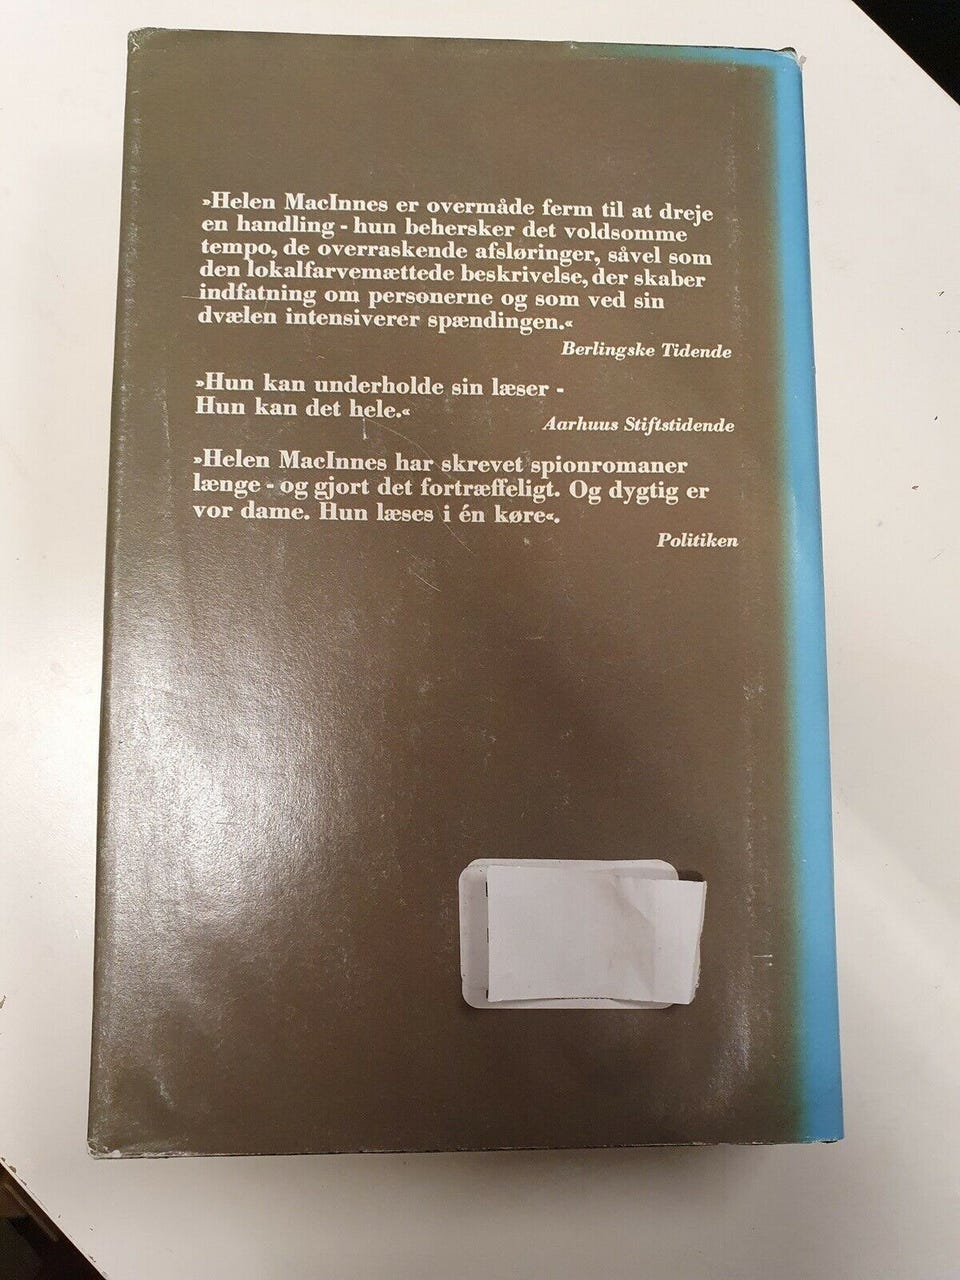 »Helen MacInnes er overmåde ferm til at dreje
en handling - hun behersker det voldsomme
tempo, de overraskende afsløringer, såvel som
den lokalfarvemættede beskrivelse, der skaber
indfatning om personerne og som ved sin
dvælen intensiverer spændingen.«
Berlingske Tidende
»Hun kan underholde sin læser -
Hun kan det hele.«
Aarhuus Stiftstidende
»Helen MacInnes har skrevet spionromaner
længe - og gjort det fortræffeligt. Og dygtig er
vor dame. Hun læses i én køre«.
Politiken